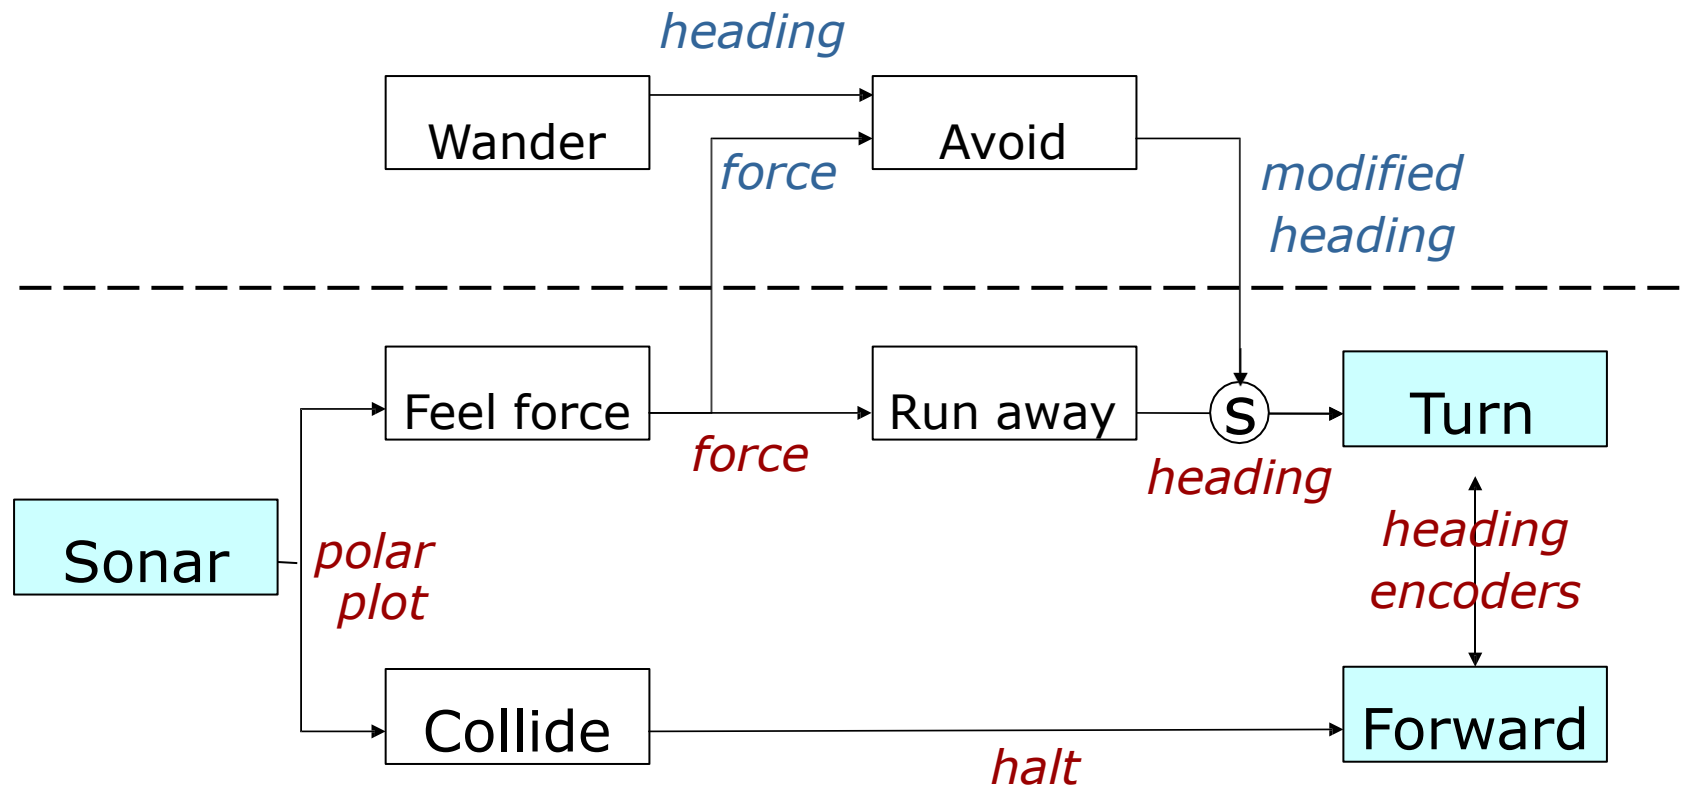 heading
Wander
Avoid
force
modified
heading
Feel force
Run away
S
Turn
force
heading
Sonar
polar
plot
heading
encoders
Collide
Forward
halt